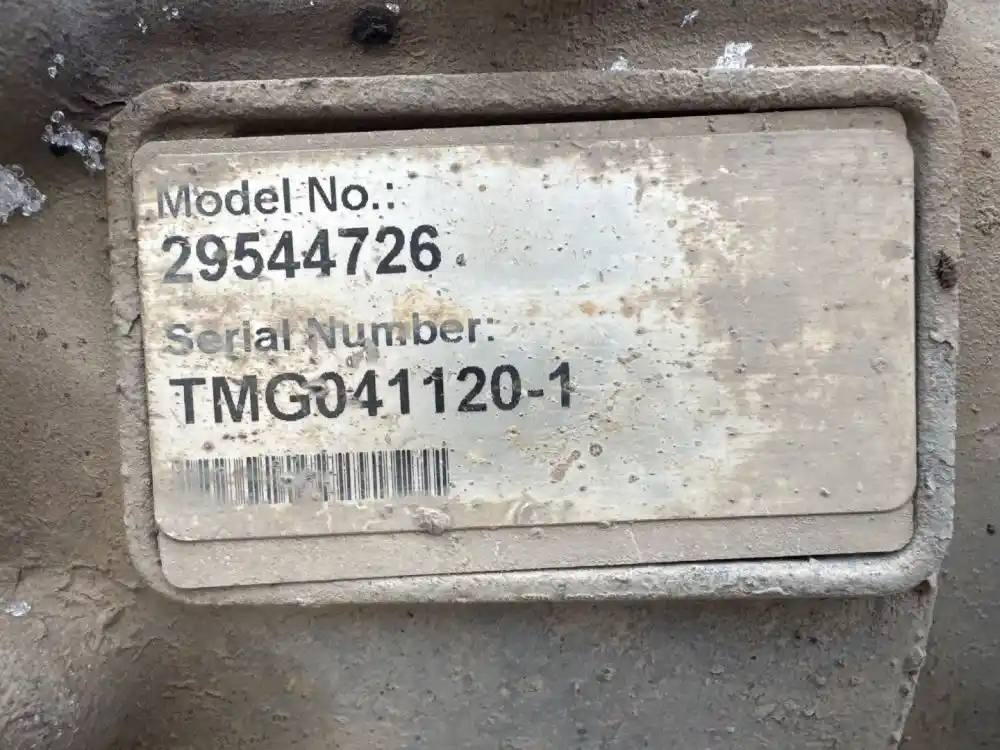 Model No.:
29544726
Serial Number:
TMG041120-1